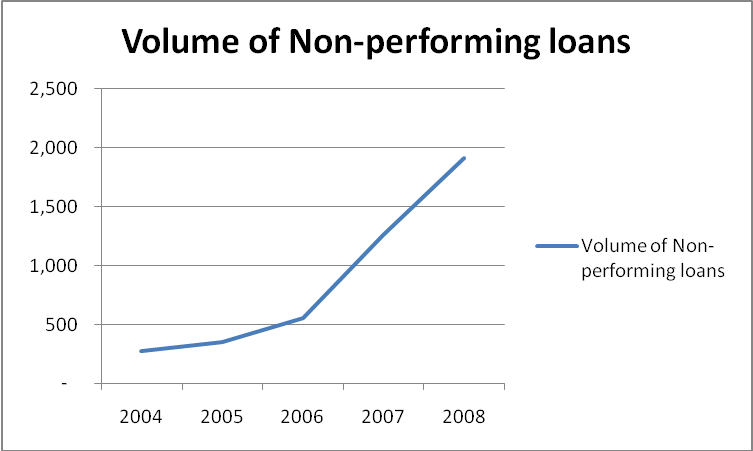 Volume of Non-performing loans
2,500
2,000
1,500
1,000
500
-
2004 2005 2006 2007 2008
Volume of Non-
performing loans